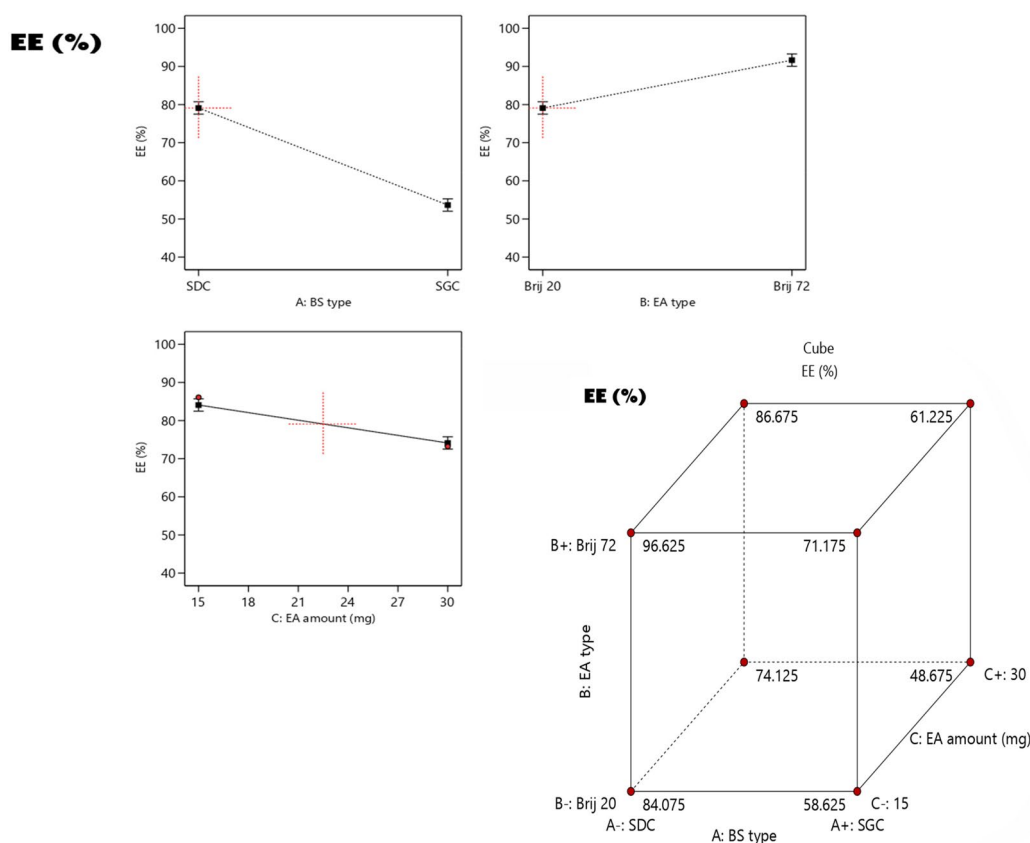 EE (%)
100
90
80
70
60
50
40
EE (%)
SDC
SGC
A: BS type
100
90
80
70
60
50
40
EE (%)
Brij 20
Brij 72
B: EA type
100
90
80
70
60
50
40
EE (%)
15
18
21
24
27
30
C: EA amount (mg)
Cube
EE (%)
EE (%)
86.675
61.225
B+: Brij 72
96.625
71.175
B: EA type
74.125
48.675
C+: 30
C: EA amount (mg)
B-: Brij 20
84.075
58.625
C-: 15
A-: SDC
A+: SGC
A: BS type